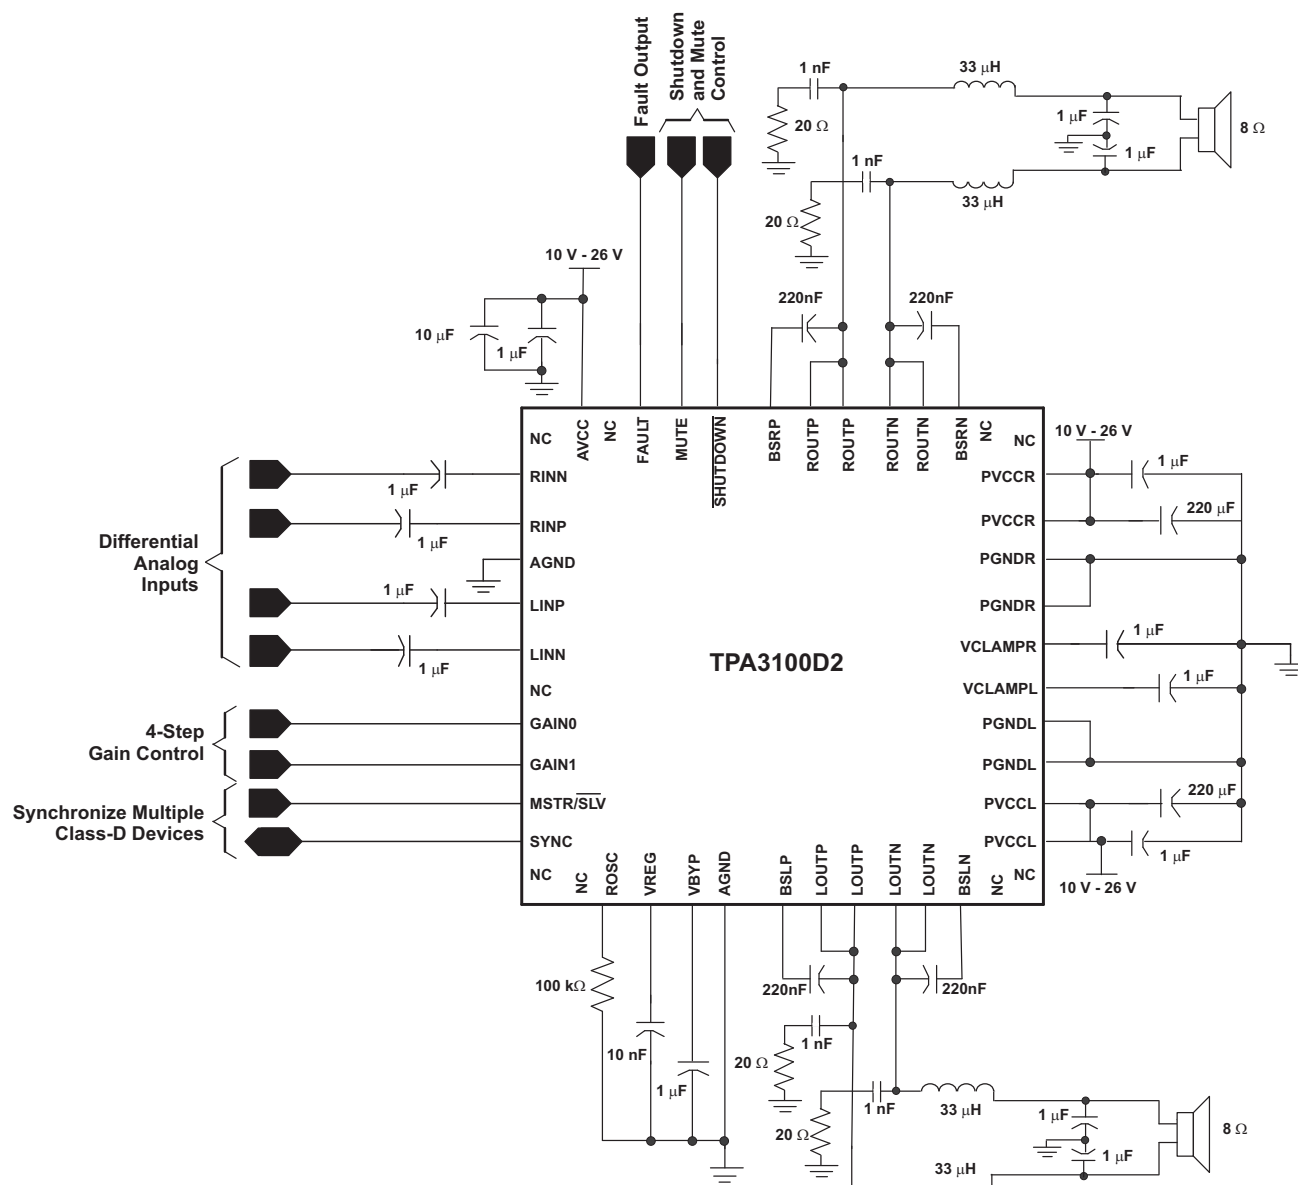 Fault Output
Shutdown
and Mute
Control
1 nF
33 µH
20 Ω
1 µF
8 Ω
1 nF
1 µF
20 Ω
33 µH
10 V - 26 V
220nF
220nF
10 µF
1 µF
NC
AVCC
NC
FAULT
MUTE
SHUTDOWN
BSRP
ROUTP
ROUTP
ROUTN
ROUTN
BSRN
NC
NC
10 V - 26 V
1 µF
RINN
PVCCR
1 µF
220 µF
RINP
PVCCR
1 µF
Differential
Analog
Inputs
AGND
PGNDR
1 µF
LINP
PGNDR
1 µF
LINN
VCLAMPR
1 µF
TPA3100D2
1 µF
NC
VCLAMPL
4-Step
Gain Control
GAIN0
PGNDL
GAIN1
PGNDL
Synchronize Multiple
Class-D Devices
MSTR/SLV
PVCCL
220 µF
SYNC
PVCCL
1 µF
NC
NC
ROSC
VREG
VBYP
AGND
BSLP
LOUTP
LOUTP
LOUTN
LOUTN
BSLN
NC
NC
10 V - 26 V
100 kΩ
220nF
220nF
10 nF
1 nF
20 Ω
1 µF
1 nF
33 µH
20 Ω
1 µF
8 Ω
1 µF
33 µH